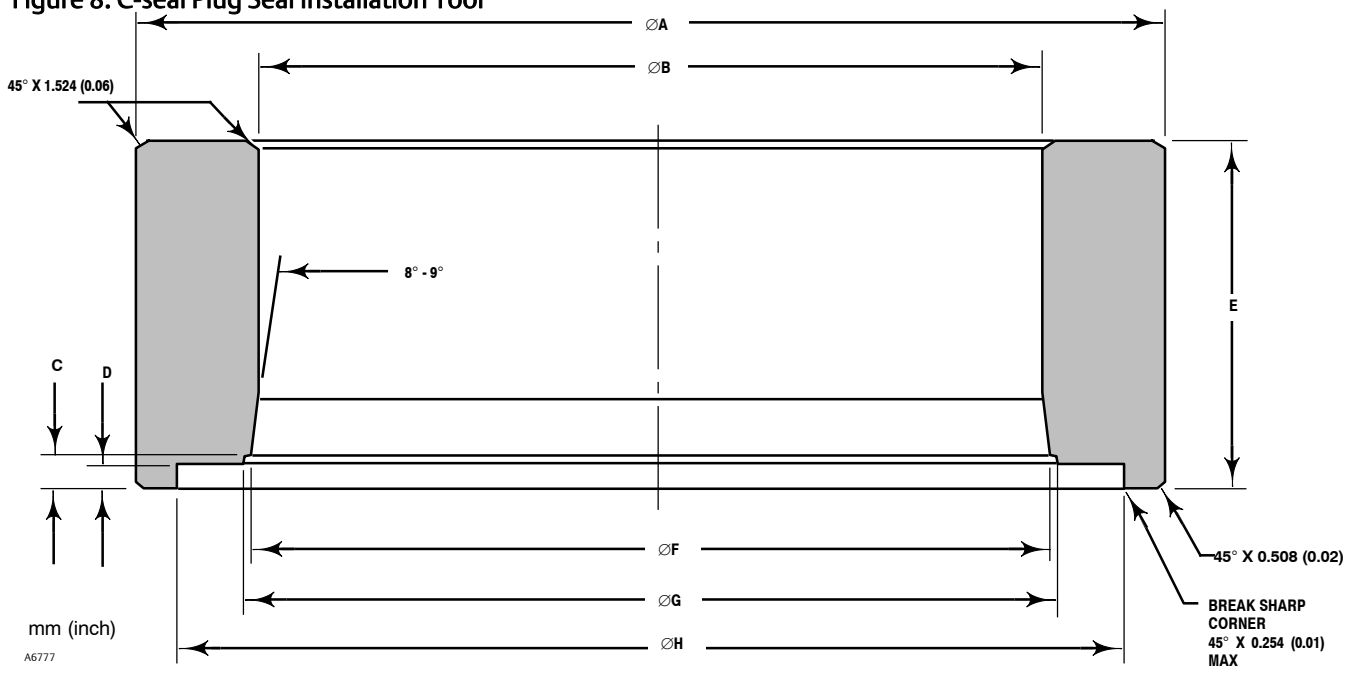 Figure 8. C-seal Plug Seal Installation Tool
∅A
∅B
45° X 1.524 (0.06)
8° - 9°
E
C
D
∅F
45° X 0.508 (0.02)
∅G
BREAK SHARP
CORNER
45° X 0.254 (0.01)
MAX
mm (inch)
∅H
A6777